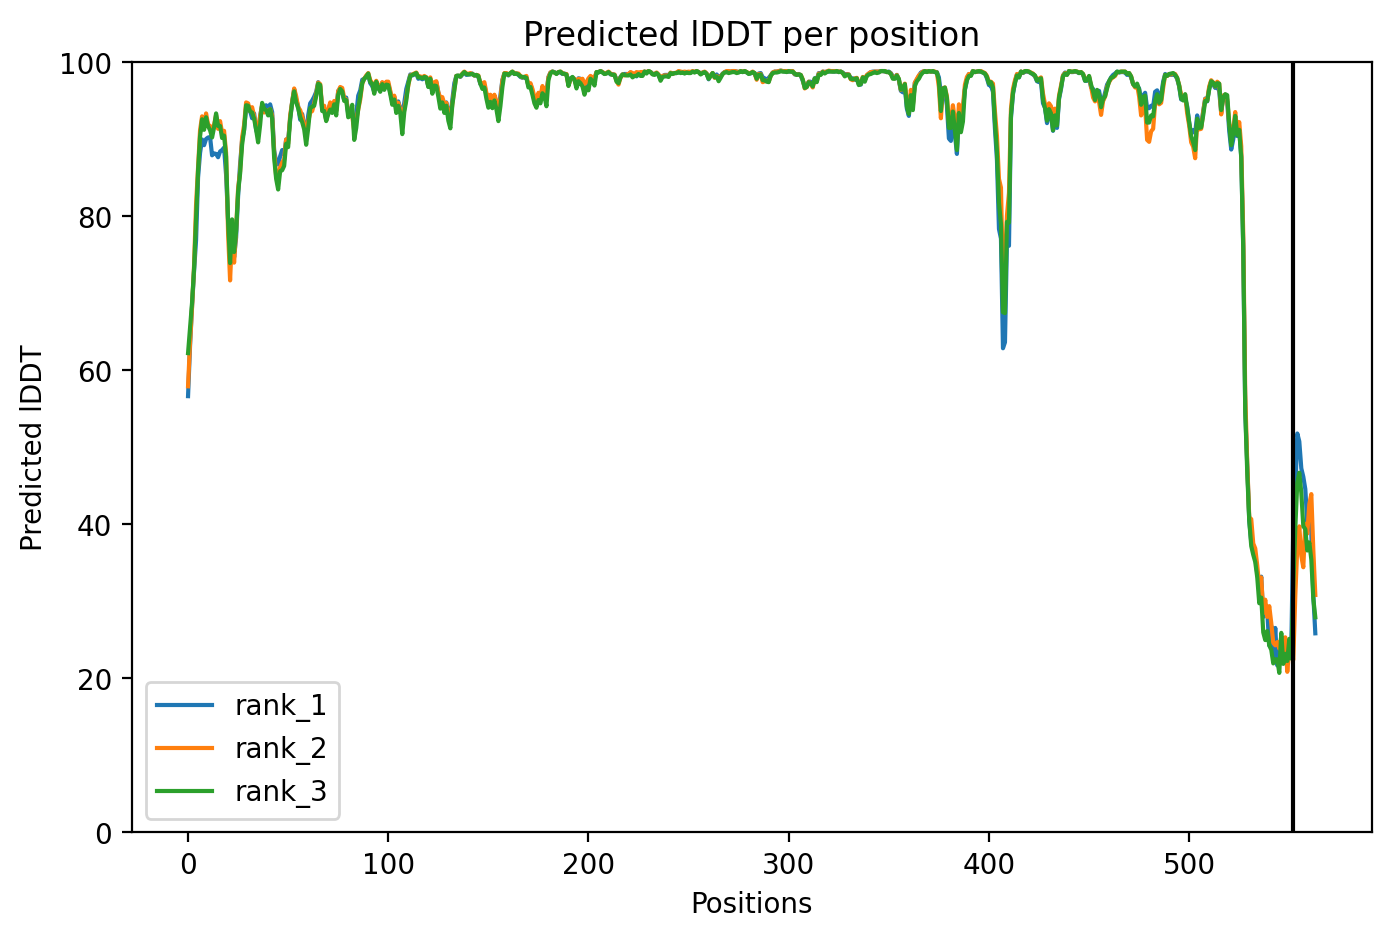 Predicted lDDT per position
Predicted lDDT
100
80
60
40
20
0
rank_1
rank_2
rank_3
0 100 200 300 400 500
Positions